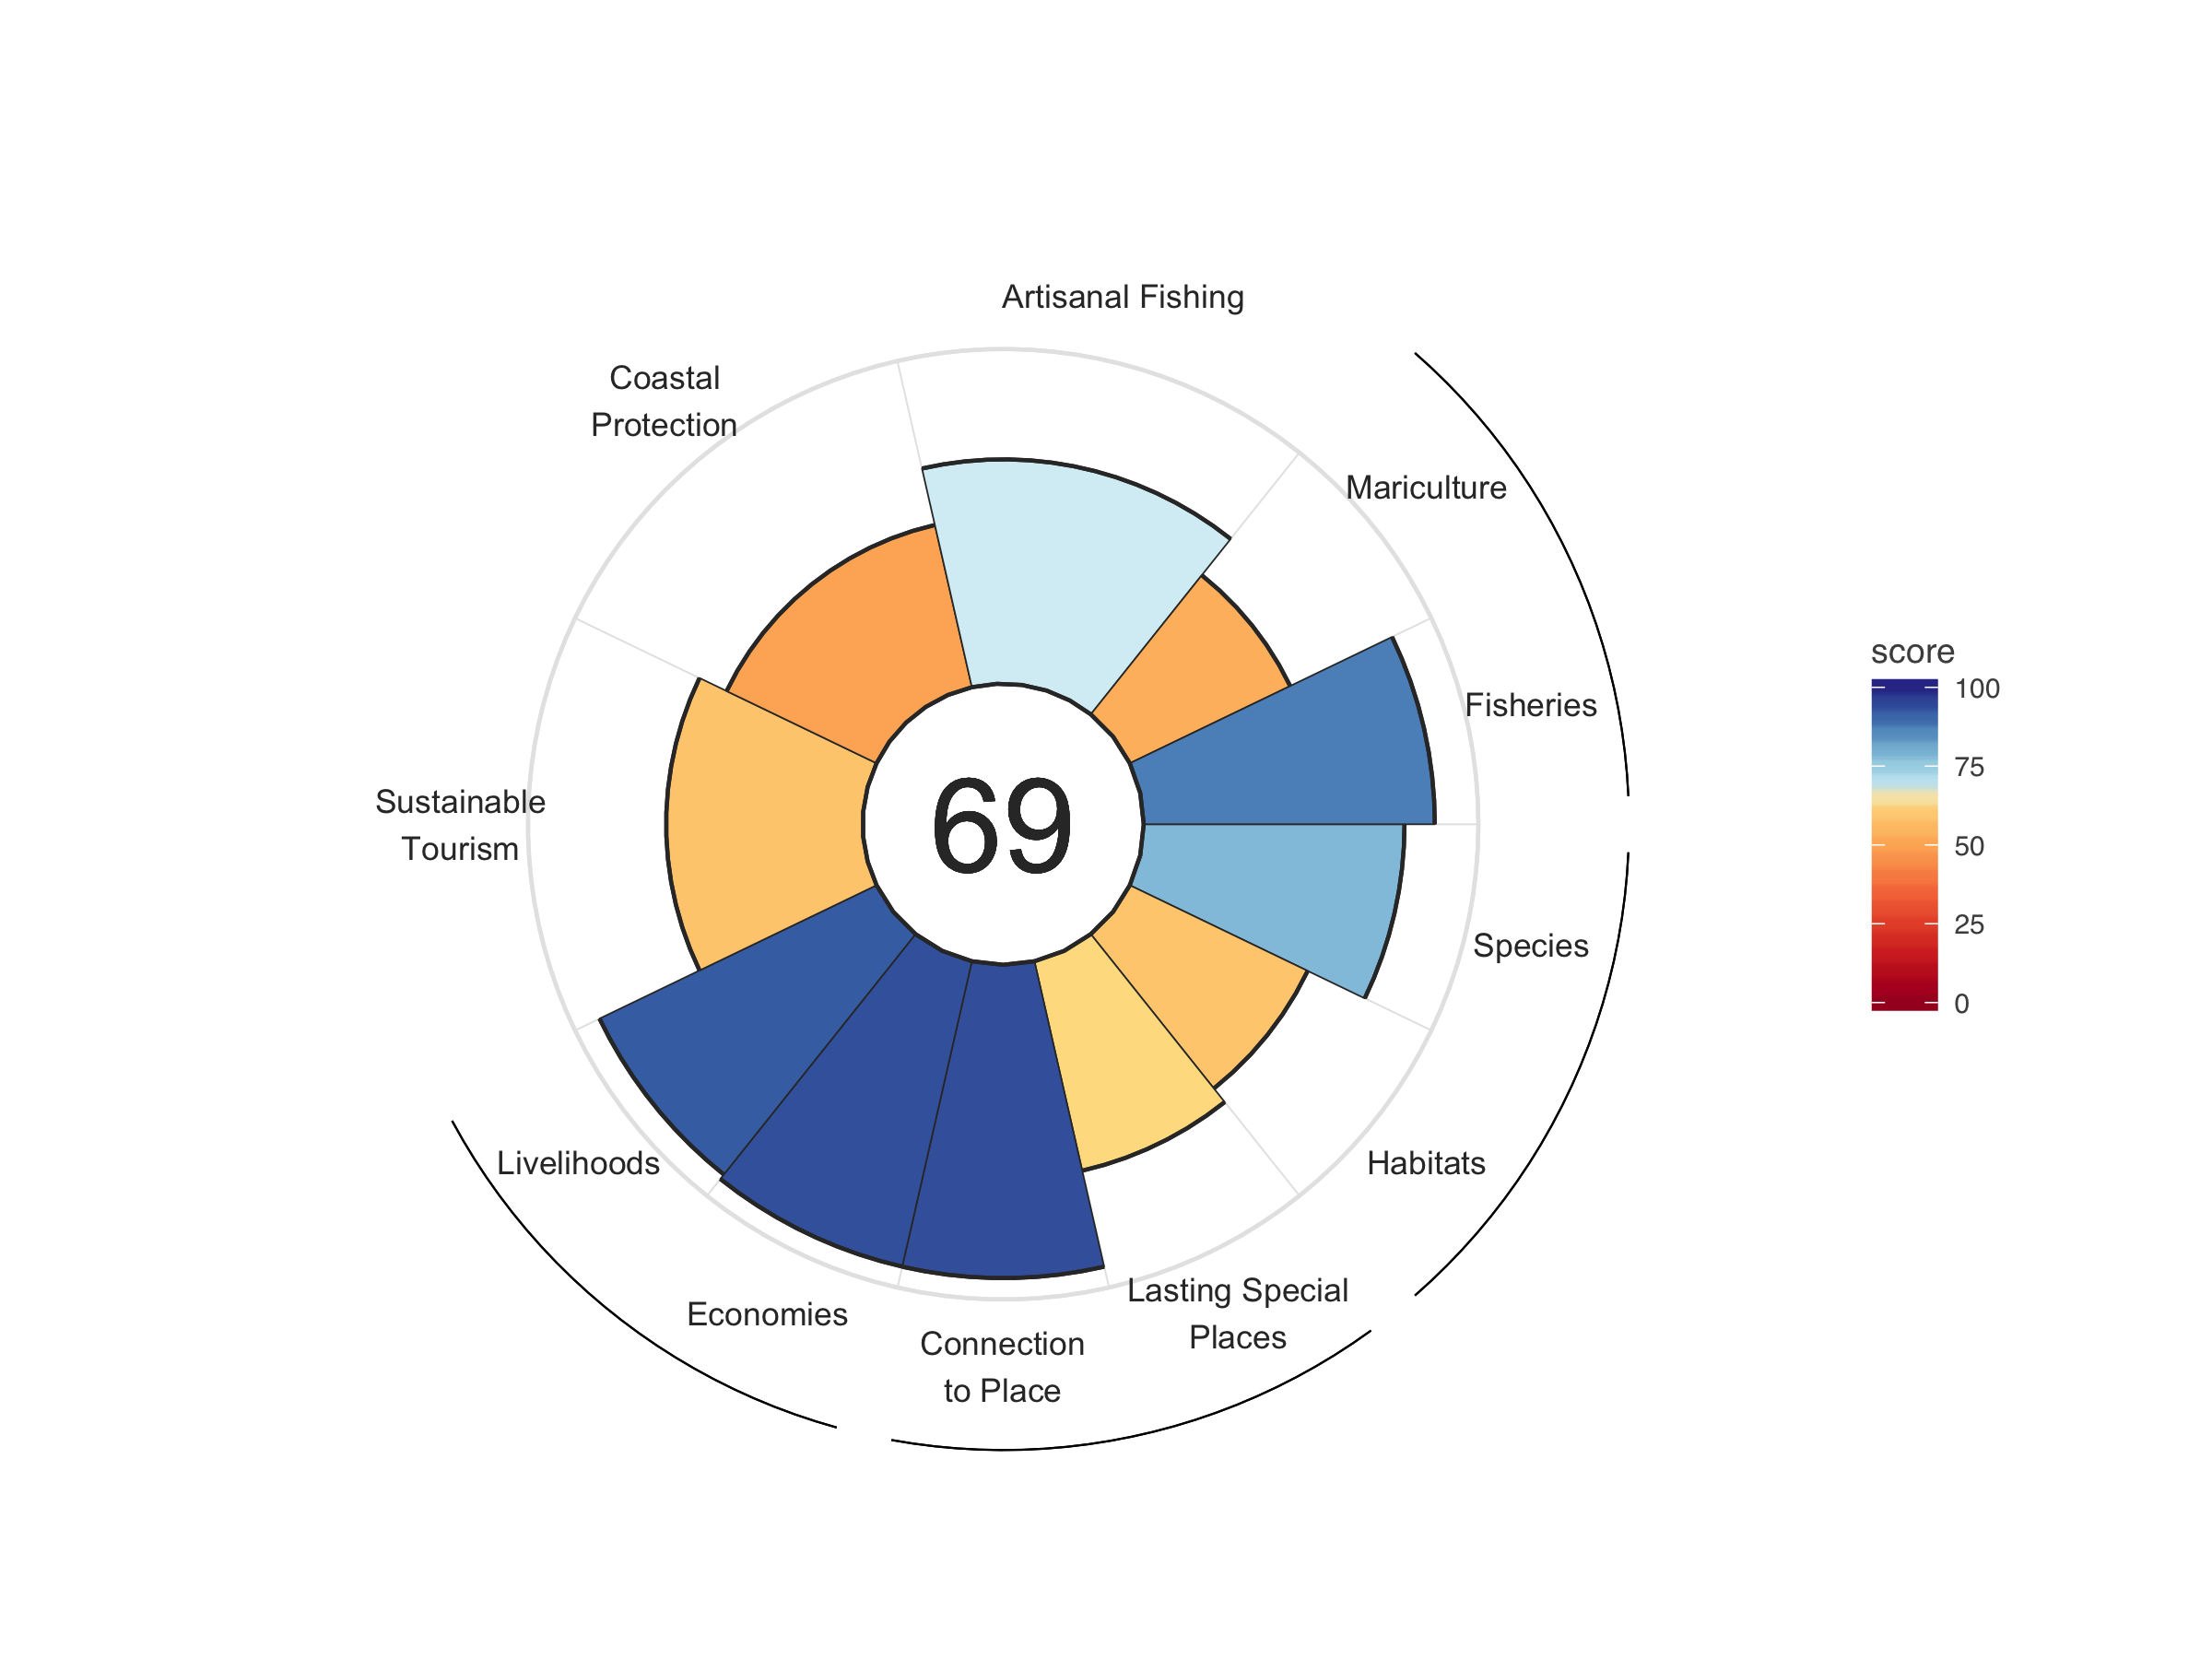 Artisanal Fishing
Coastal
Protection
Mariculture
score
100
75
50
25
0
Fisheries
Sustainable
Tourism
69
Species
Livelihoods
Habitats
Economies
Connection
to Place
Lasting Special
Places